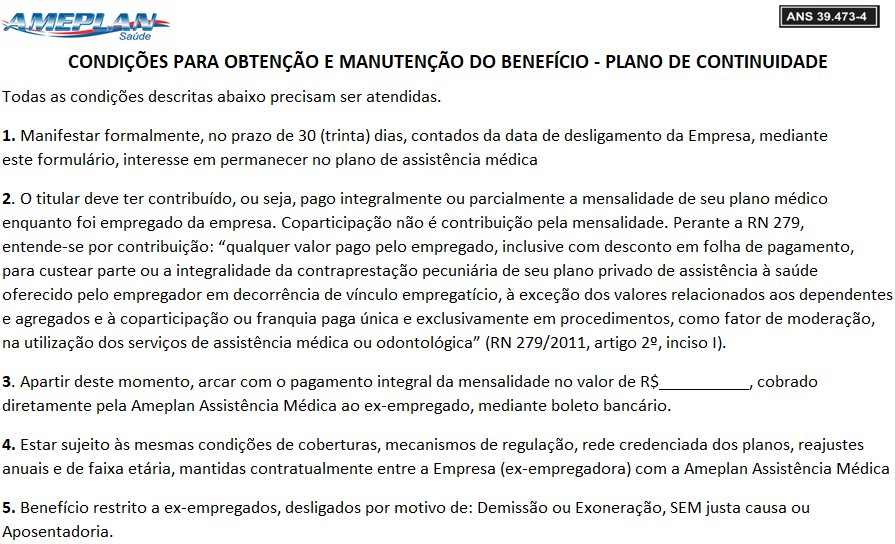 AMEPLAN
Saúde
ANS 39.473-4
CONDIÇÕES PARA OBTENÇÃO E MANUTENÇÃO DO BENEFÍCIO - PLANO DE CONTINUIDADE
Todas as condições descritas abaixo precisam ser atendidas.
1. Manifestar formalmente, no prazo de 30 (trinta) dias, contados da data de desligamento da Empresa, mediante
este formulário, interesse em permanecer no plano de assistência médica
2. O titular deve ter contribuído, ou seja, pago integralmente ou parcialmente a mensalidade de seu plano médico
enquanto foi empregado da empresa. Coparticipação não é contribuição pela mensalidade. Perante a RN 279,
entende-se por contribuição: “qualquer valor pago pelo empregado, inclusive com desconto em folha de pagamento,
para custear parte ou a integralidade da contraprestação pecuniária de seu plano privado de assistência à saúde
oferecido pelo empregador em decorrência de vínculo empregatício, à exceção dos valores relacionados aos dependentes
e agregados e à coparticipação ou franquia paga única e exclusivamente em procedimentos, como fator de moderação,
na utilização dos serviços de assistência médica ou odontológica” (RN 279/2011, artigo 2º, inciso I).
3. Apartir deste momento, arcar com o pagamento integral da mensalidade no valor de R$___________, cobrado
diretamente pela Ameplan Assistência Médica ao ex-empregado, mediante boleto bancário.
4. Estar sujeito às mesmas condições de coberturas, mecanismos de regulação, rede credenciada dos planos, reajustes
anuais e de faixa etária, mantidas contratualmente entre a Empresa (ex-empregadora) com a Ameplan Assistência Médica
5. Benefício restrito a ex-empregados, desligados por motivo de: Demissão ou Exoneração, SEM justa causa ou
Aposentadoria.